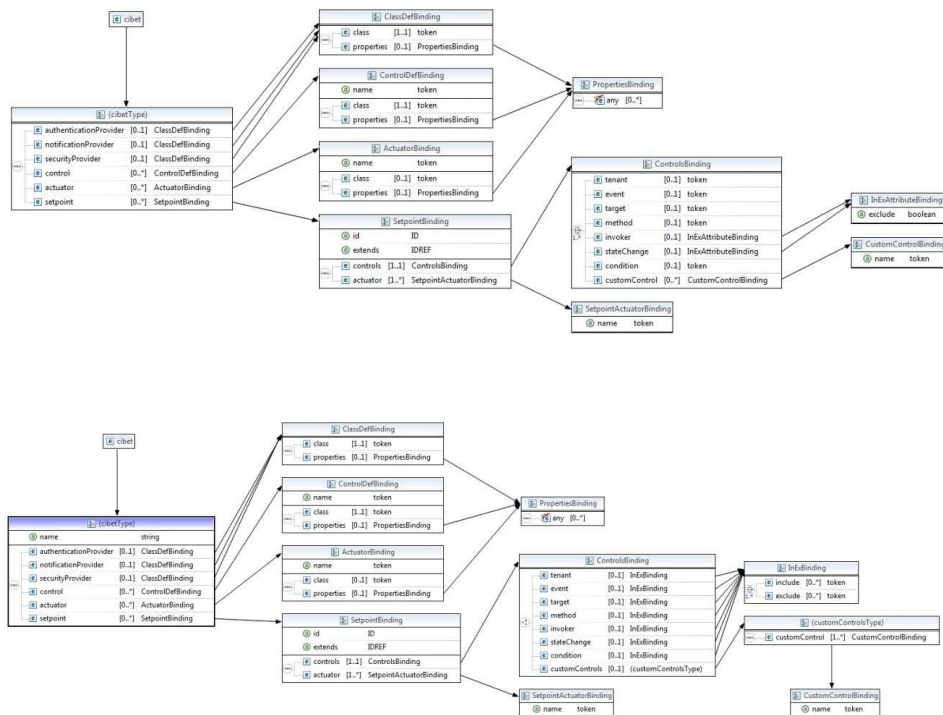 cibet
(cibetType)
authenticationProvider [0..1] ClassDefBinding
notificationProvider [0..1] ClassDefBinding
securityProvider [0..1] ClassDefBinding
control [0..*] ControlDefBinding
actuator [0..*] ActuatorBinding
setpoint [0..*] SetpointBinding
ClassDefBinding
class [1..1] token
properties [0..1] PropertiesBinding
ControlDefBinding
name token
class [1..1] token
properties [0..1] PropertiesBinding
ActuatorBinding
name token
class [0..1] token
properties [0..1] PropertiesBinding
SetpointBinding
id ID
extends IDREF
controls [1..1] ControlsBinding
actuator [1..*] SetpointActuatorBinding
PropertiesBinding
any [0..*]
ControlsBinding
tenant [0..1] token
event [0..1] token
target [0..1] token
method [0..1] token
invoker [0..1] InExAttributeBinding
stateChange [0..1] InExAttributeBinding
condition [0..1] token
customControl [0..*] CustomControlBinding
SetpointActuatorBinding
name token
InExAttributeBinding
exclude boolean
CustomControlBinding
name token
cibet
(cibetType)
name string
authenticationProvider [0..1] ClassDefBinding
notificationProvider [0..1] ClassDefBinding
securityProvider [0..1] ClassDefBinding
control [0..*] ControlDefBinding
actuator [0..*] ActuatorBinding
setpoint [0..*] SetpointBinding
ClassDefBinding
class [1..1] token
properties [0..1] PropertiesBinding
ControlDefBinding
name token
class [1..1] token
properties [0..1] PropertiesBinding
ActuatorBinding
name token
class [0..1] token
properties [0..1] PropertiesBinding
SetpointBinding
id ID
extends IDREF
controls [1..1] ControlsBinding
actuator [1..*] SetpointActuatorBinding
PropertiesBinding
any [0..*]
ControlsBinding
tenant [0..1] InExBinding
event [0..1] InExBinding
target [0..1] InExBinding
method [0..1] InExBinding
invoker [0..1] InExBinding
stateChange [0..1] InExBinding
condition [0..1] InExBinding
customControls [0..1] (customControlsType)
SetpointActuatorBinding
name token
InExBinding
include [0..*] token
exclude [0..*] token
(customControlsType)
customControl [1..*] CustomControlBinding
CustomControlBinding
name token